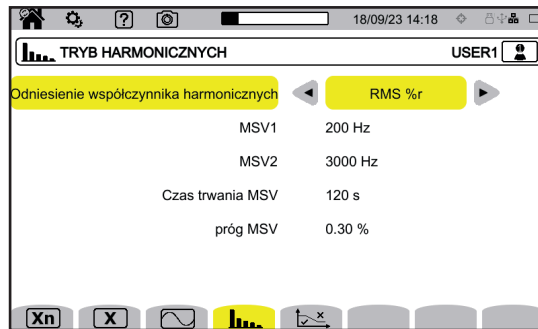 ?
18/09/23 14:18
TRYB HARMONICZNYCH
USER1
Odniesienie współczynnika harmonicznych
RMS %r
MSV1 200 Hz
MSV2 3000 Hz
Czas trwania MSV 120 s
próg MSV 0.30 %
Xn X